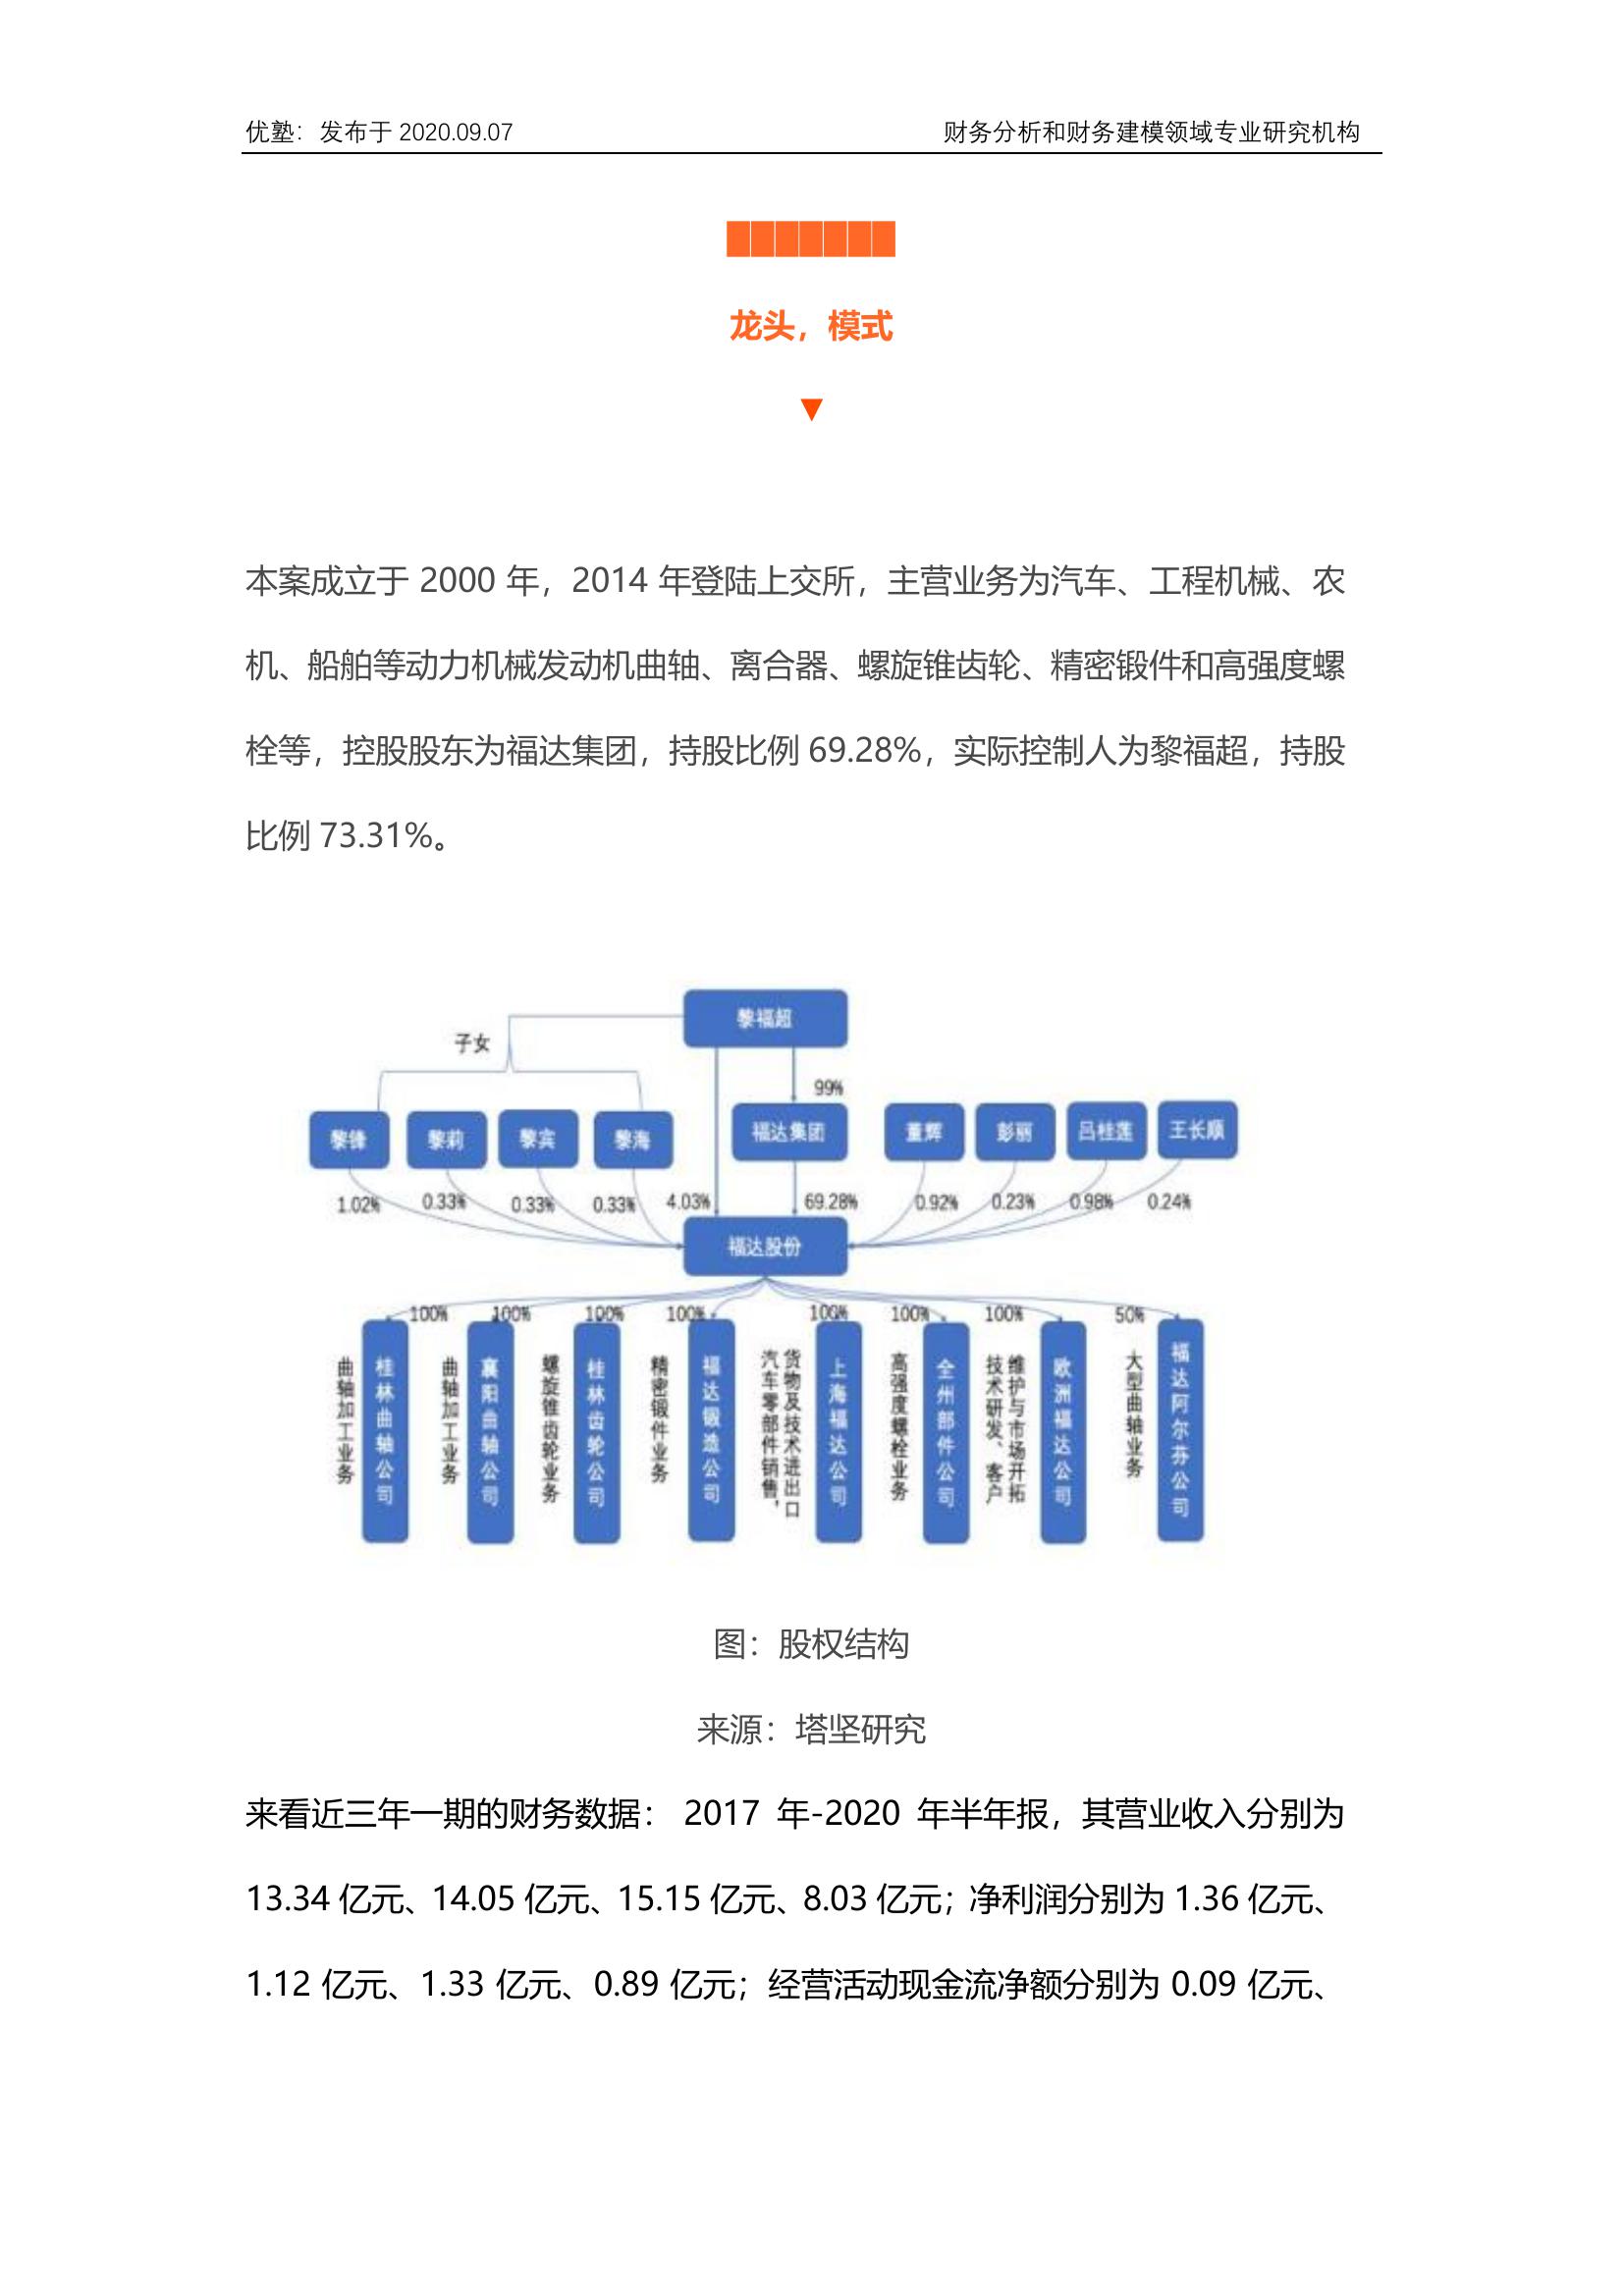 优塾：发布于 2020.09.07 财务分析和财务建模领域专业研究机构
龙头，模式
▼
本案成立于 2000 年，2014 年登陆上交所，主营业务为汽车、工程机械、农
机、船舶等动力机械发动机曲轴、离合器、螺旋锥齿轮、精密锻件和高强度螺
栓等，控股股东为福达集团，持股比例 69.28%，实际控制人为黎福超，持股
比例 73.31%。
黎福超
子女
99%
黎锋 黎莉 黎宾 黎海 福达集团 董辉 彭丽 吕桂莲 王长顺
1.02% 0.33% 0.33% 0.33% 4.03% 69.28% 0.92% 0.23% 0.98% 0.24%
福达股份
100% 100% 100% 100% 100% 100% 100% 50%
曲轴加工业务
桂林曲轴公司
曲轴加工业务
襄阳曲轴公司
螺旋锥齿轮业务
桂林齿轮公司
精密锻件业务
福达锻造公司
货物及技术进出口
汽车零部件销售，
上海福达公司
高强度螺栓业务
全州部件公司
维护与市场开拓
技术研发、客户
欧洲福达公司
大型曲轴业务
福达阿尔芬公司
图：股权结构
来源：塔坚研究
来看近三年一期的财务数据： 2017 年-2020 年半年报，其营业收入分别为
13.34 亿元、14.05 亿元、15.15 亿元、8.03 亿元；净利润分别为 1.36 亿元、
1.12 亿元、1.33 亿元、0.89 亿元；经营活动现金流净额分别为 0.09 亿元、